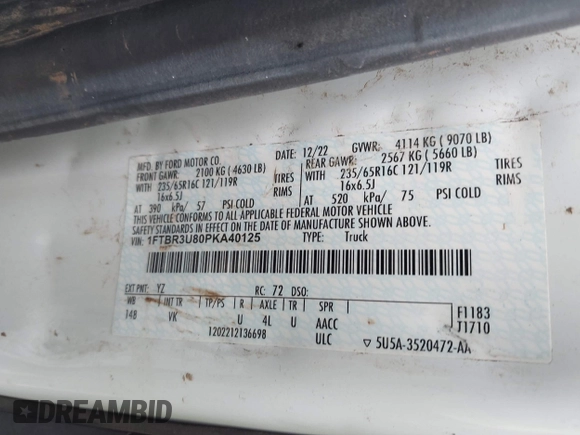 MFD. BY FORD MOTOR CO. DATE: 12/22 GVWR: 4114 KG ( 9070 LB)
FRONT GAWR: 2100 KG ( 4630 LB) REAR GAWR: 2567 KG ( 5660 LB)
WITH 235/65R16C 121/119R TIRES WITH 235/65R16C 121/119R TIRES
16x6.5J RIMS 16x6.5J RIMS
AT 390 kPa/ 57 PSI COLD AT 520 kPa/ 75 PSI COLD
THIS VEHICLE CONFORMS TO ALL APPLICABLE FEDERAL MOTOR VEHICLE
SAFETY STANDARDS IN EFFECT ON THE DATE OF MANUFACTURE SHOWN ABOVE.
VIN: 1FTBR3U80PKA40125 TYPE: Truck
EXT PNT: YZ RC: 72 DSO:
WB INT TR TP/PS R AXLE TR SPR F1183
148 VK U 4L U AACC T1710
1202212136698 ULC ▽ 5U5A-3520472-AA
DREAMBID